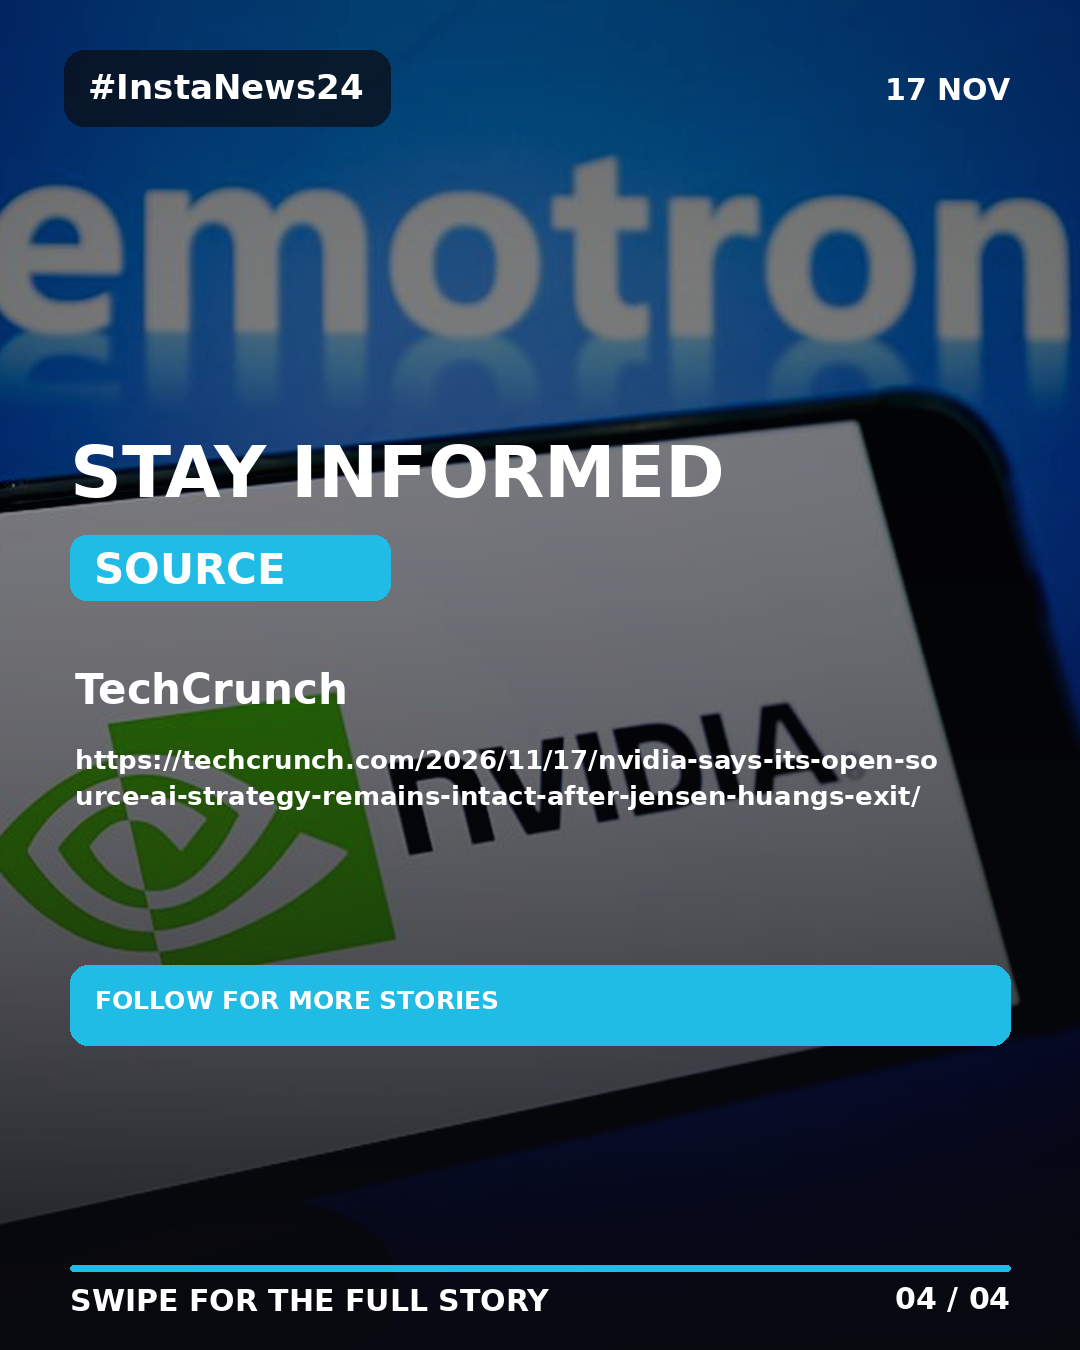 #InstaNews24
17 NOV
emotron
STAY INFORMED
SOURCE
TechCrunch
https://techcrunch.com/2026/11/17/nvidia-says-its-open-so
urce-ai-strategy-remains-intact-after-jensen-huangs-exit/
nVIDIA
FOLLOW FOR MORE STORIES
SWIPE FOR THE FULL STORY
04 / 04